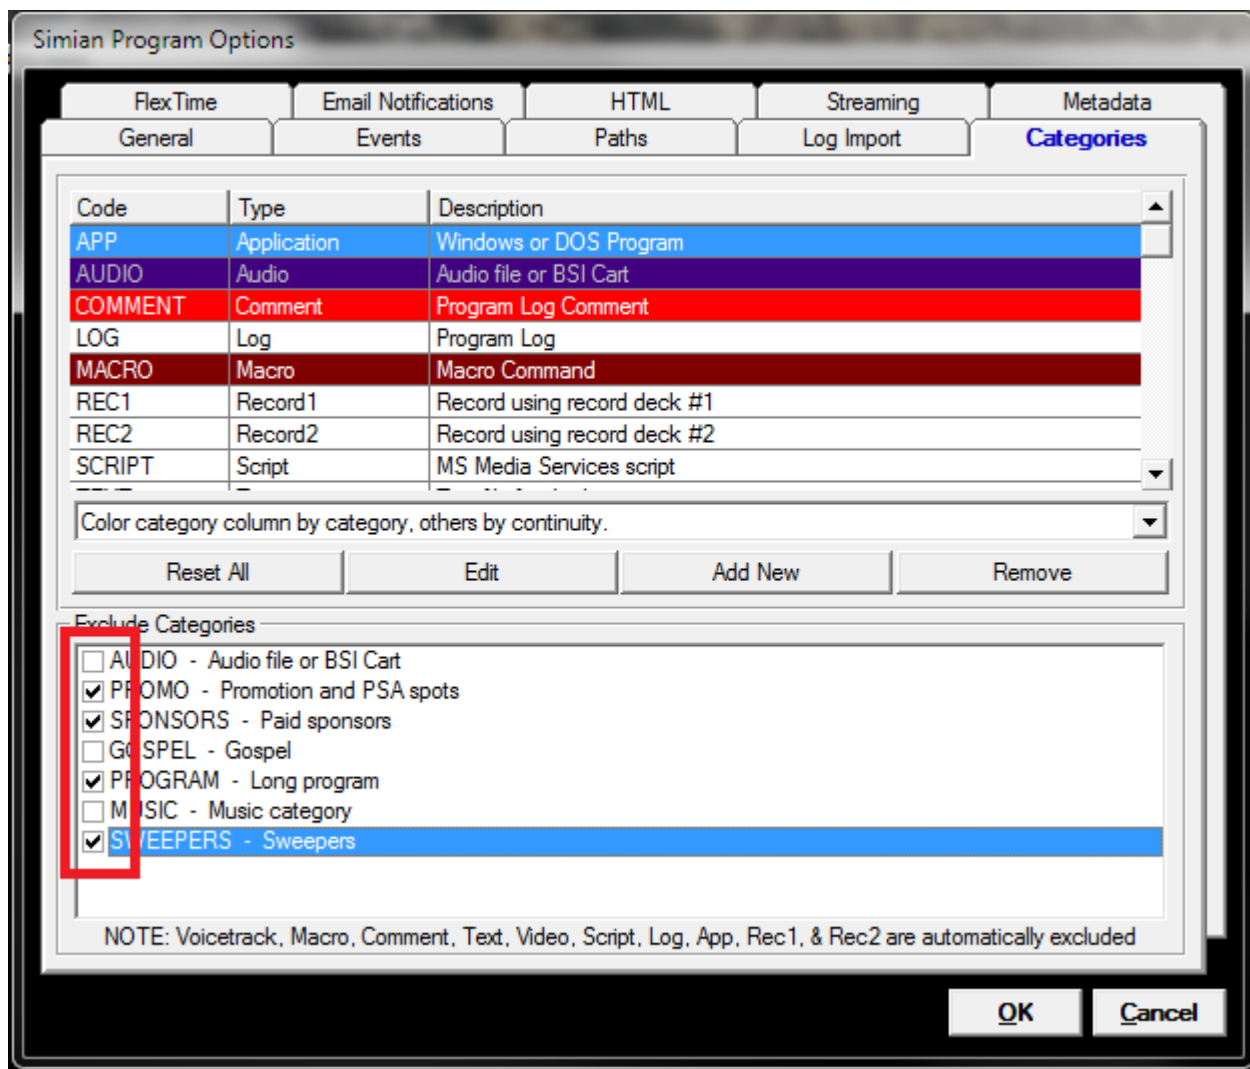 Simian Program Options
FlexTime Email Notifications HTML Streaming Metadata
General Events Paths Log Import Categories
Code Type Description
APP Application Windows or DOS Program
AUDIO Audio Audio file or BSI Cart
COMMENT Comment Program Log Comment
LOG Log Program Log
MACRO Macro Macro Command
REC1 Record1 Record using record deck #1
REC2 Record2 Record using record deck #2
SCRIPT Script MS Media Services script
Color category column by category, others by continuity.
Reset All Edit Add New Remove
Exclude Categories
AUDIO - Audio file or BSI Cart
PROMO - Promotion and PSA spots
SPONSORS - Paid sponsors
GOSPEL - Gospel
PROGRAM - Long program
MUSIC - Music category
SWEEPERS - Sweepers
NOTE: Voicetrack, Macro, Comment, Text, Video, Script, Log, App, Rec1, & Rec2 are automatically excluded
OK Cancel